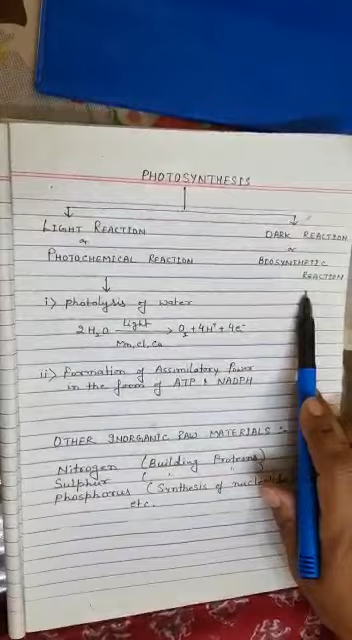 PHOTOSYNTHESIS
LIGHT REACTION
or
PHOTOCHEMICAL REACTION
DARK REACTION
or
BIOSYNTHETIC
REACTION
i) photolysis of water
2H2O Light → O2 + 4H+ + 4e-
Mn, Cl, Ca
ii) Formation of Assimilatory Power
in the form of ATP & NADPH
OTHER INORGANIC RAW MATERIALS :-
Nitrogen (Building Proteins)
Sulphur ( " " )
Phosphorus (Synthesis of
etc.